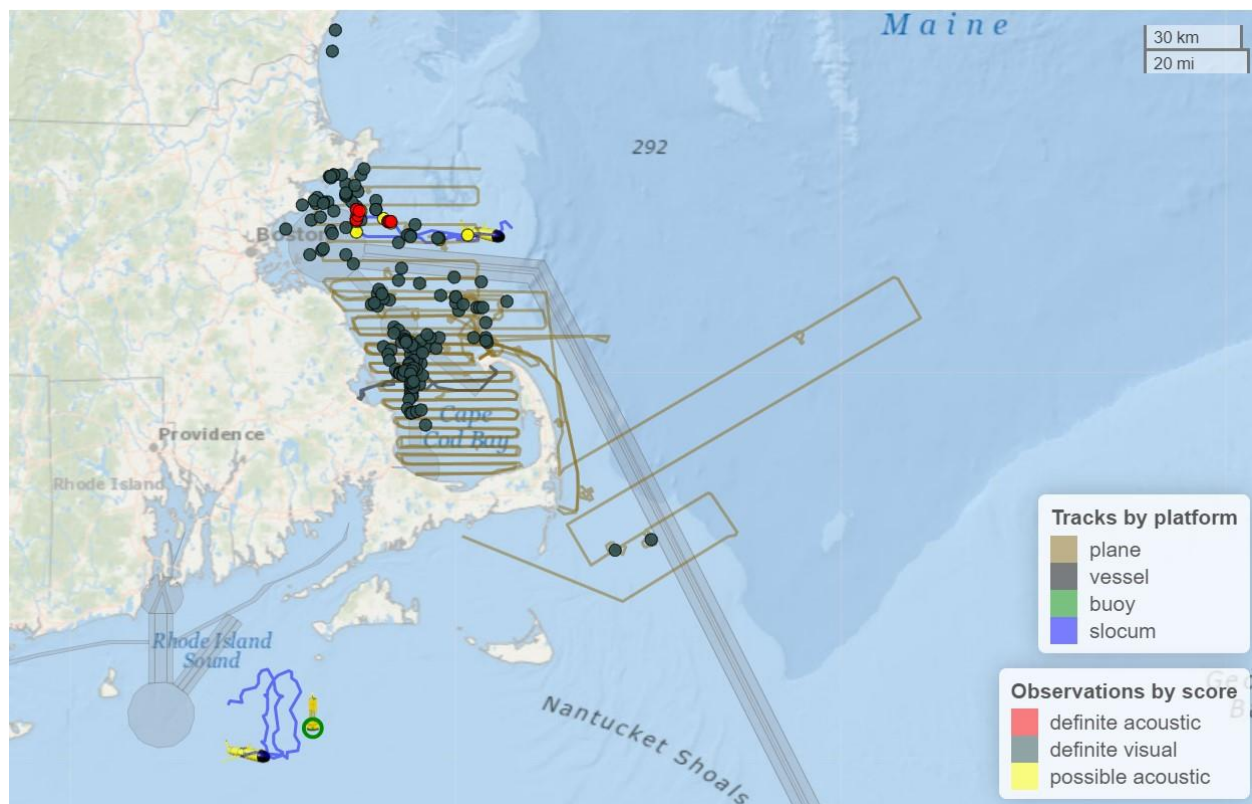 Maine
30 km
20 mi
292
Boston
Cape
Cod Bay
Providence
Rhode Island
Tracks by platform
plane
vessel
buoy
slocum
Rhode Island
Sound
Observations by score
definite acoustic
definite visual
possible acoustic
Nantucket Shoals